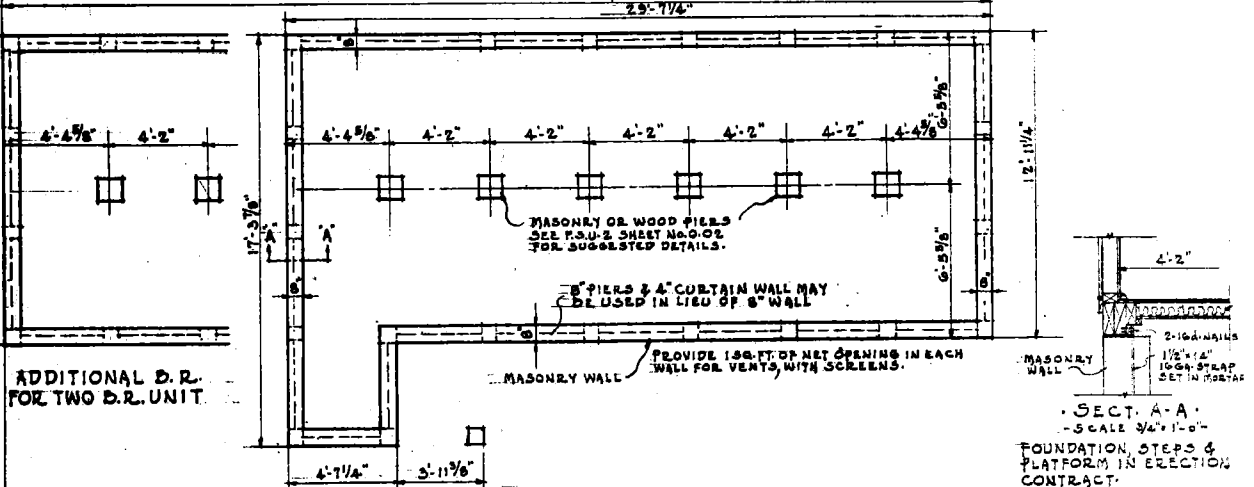 29'-7 1/4"
8"
4'-4 5/8" 4'-2" 4'-4 5/8" 4'-2" 4'-2" 4'-2" 4'-2" 4'-2" 4'-4 5/8"
6'-5 5/8"
12'-11 1/4"
17'-3 7/8"
"A" "A"
MASONRY OR WOOD PIERS
SEE P.S.U-2 SHEET NO.0.02
FOR SUGGESTED DETAILS.
6'-5 5/8"
8" 8"
8" PIERS & 4" CURTAIN WALL MAY
BE USED IN LIEU OF 8" WALL
8"
MASONRY WALL
PROVIDE 1 SQ.FT. OF NET OPENING IN EACH
WALL FOR VENTS, WITH SCREENS.
ADDITIONAL B.R.
FOR TWO B.R. UNIT
4'-7 1/4" 3'-11 3/8"
4'-2"
2-16d.NAILS
MASONRY
WALL
16GA. STRAP
SET IN MORTAR
SECT. A-A
SCALE 3/4" = 1'-0"
FOUNDATION, STEPS &
PLATFORM IN ERECTION
CONTRACT.